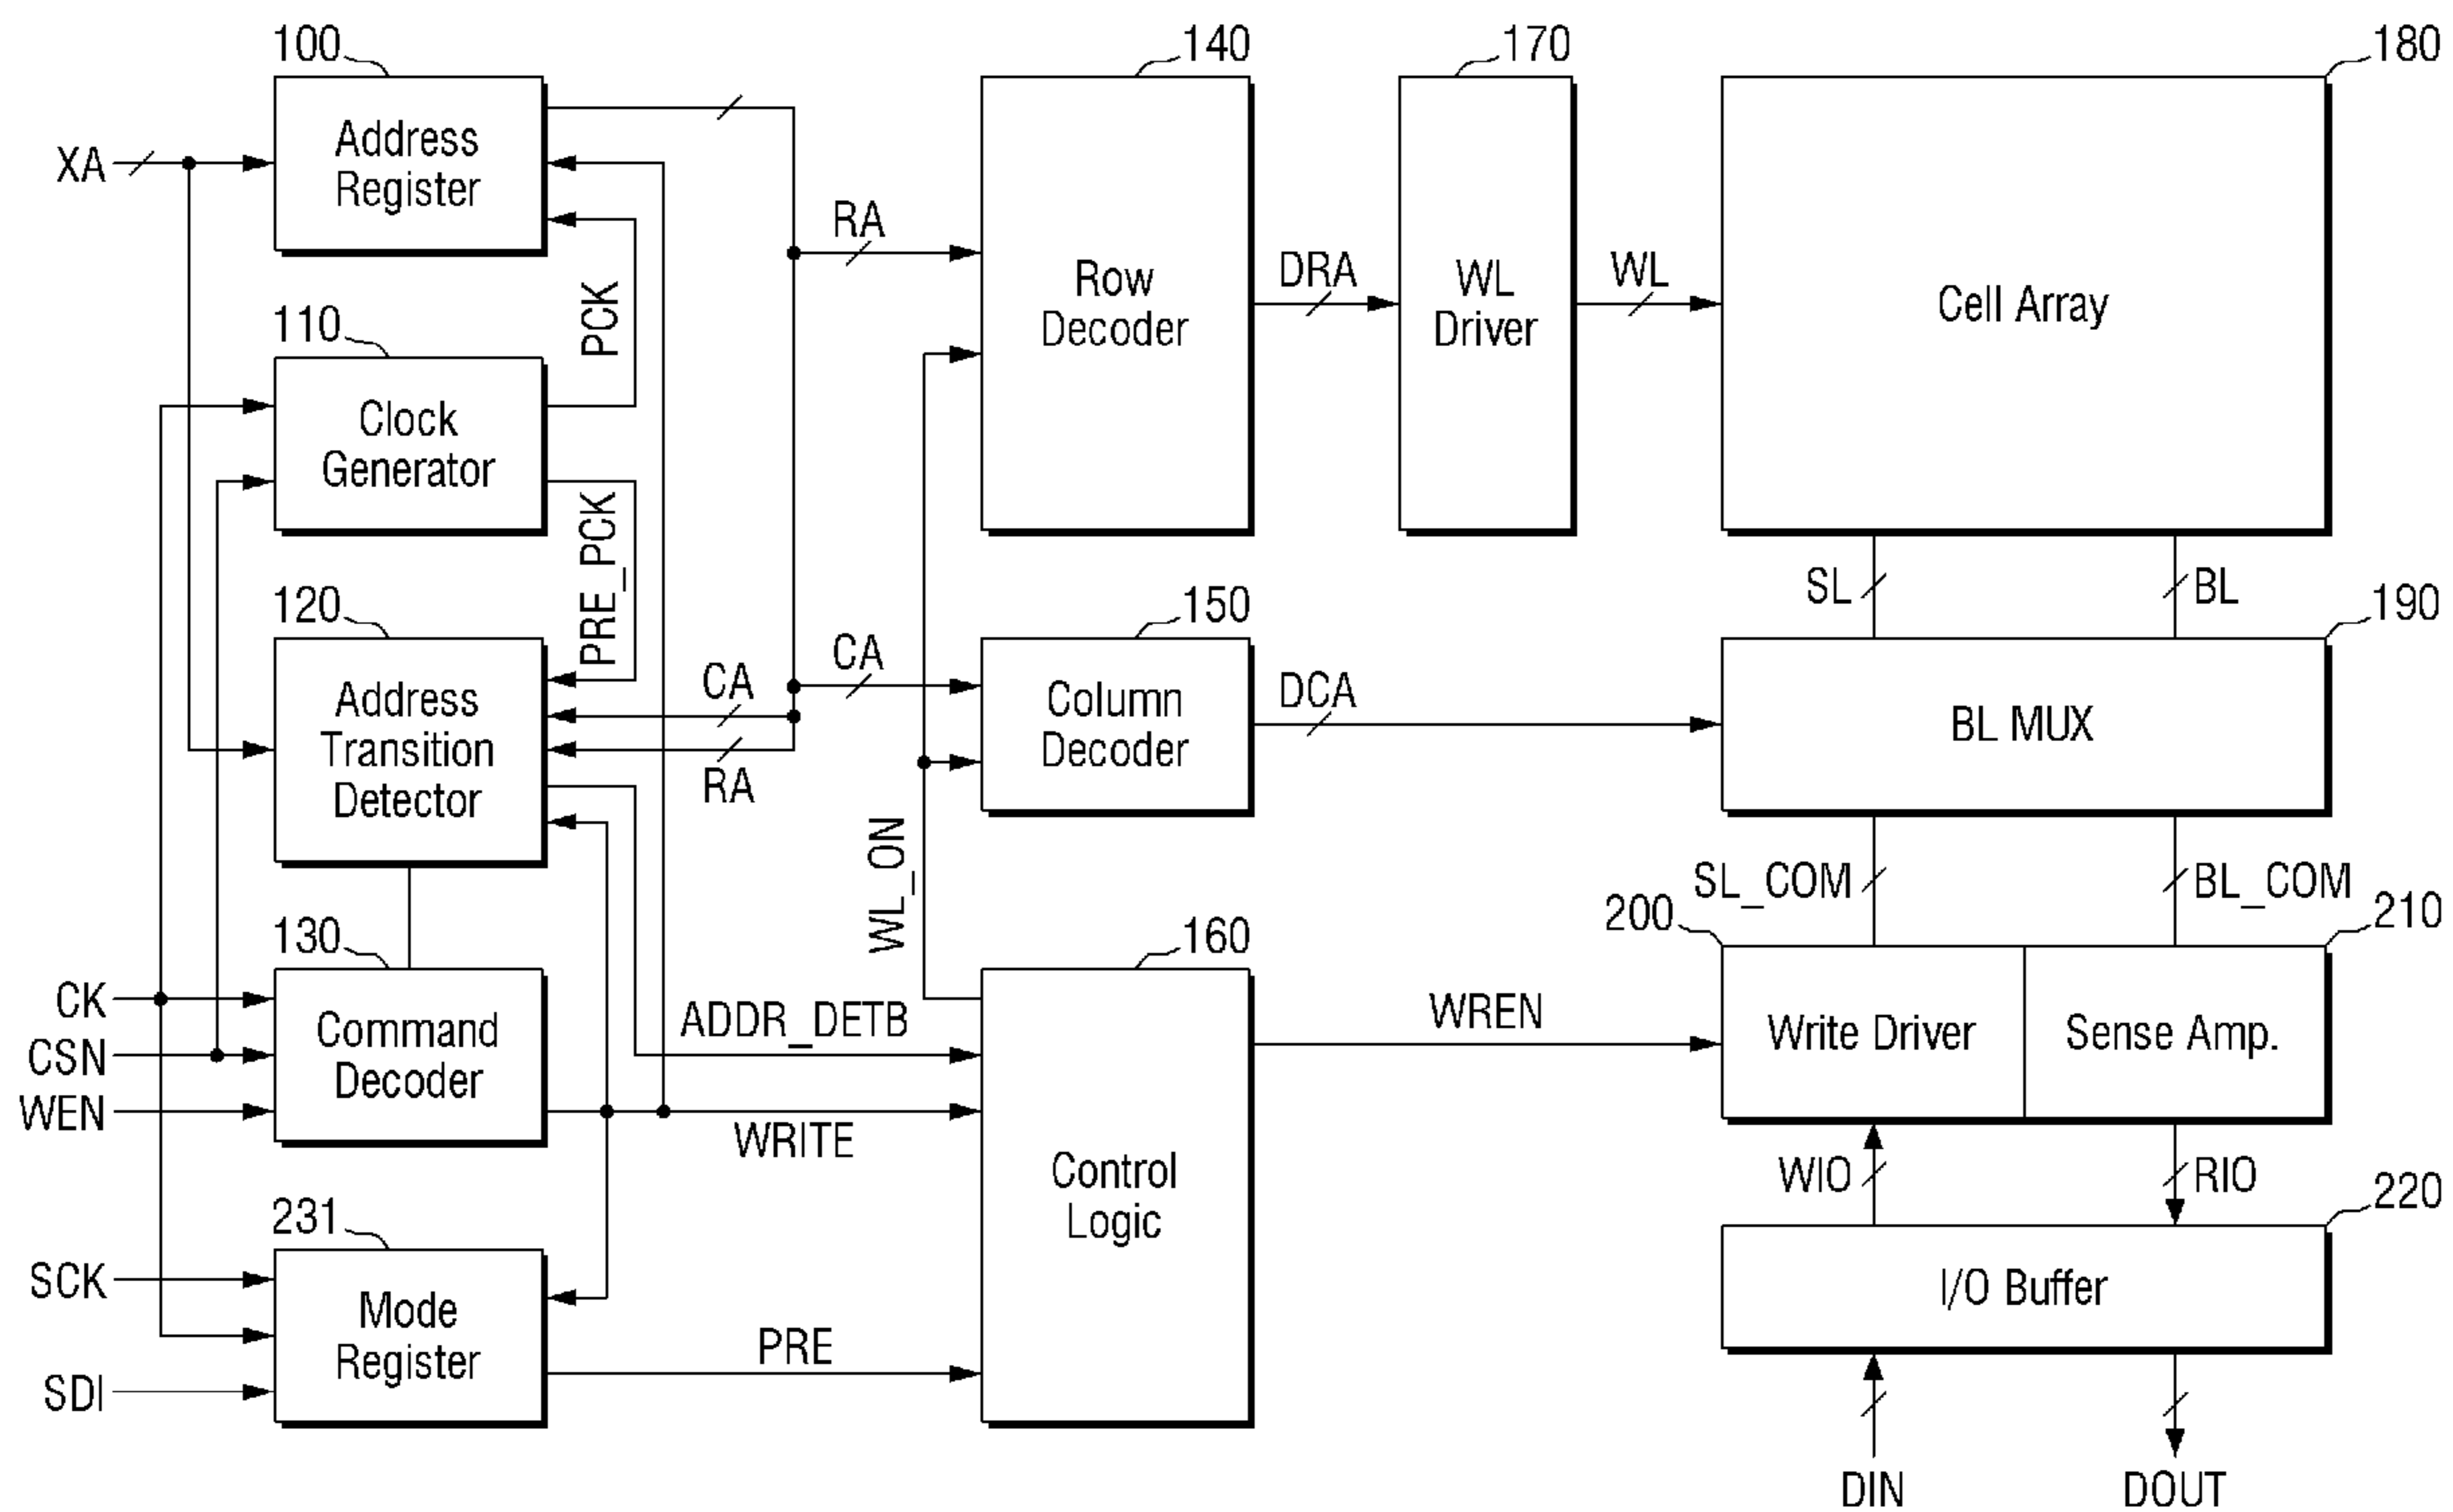 100
140
170
180
Address
Register
XA
RA
Row
Decoder
DRA
WL
Driver
WL
Cell Array
PCK
110
Clock
Generator
PRE_PCK
120
150
SL
BL
190
Address
Transition
Detector
CA
CA
RA
Column
Decoder
DCA
BL MUX
WL_ON
SL_COM
BL_COM
130
160
200
210
CK
CSN
WEN
Command
Decoder
ADDR_DETB
WRITE
WREN
Write Driver
Sense Amp.
Control
Logic
WIO
RIO
231
220
SCK
SDI
Mode
Register
PRE
I/O Buffer
DIN
DOUT